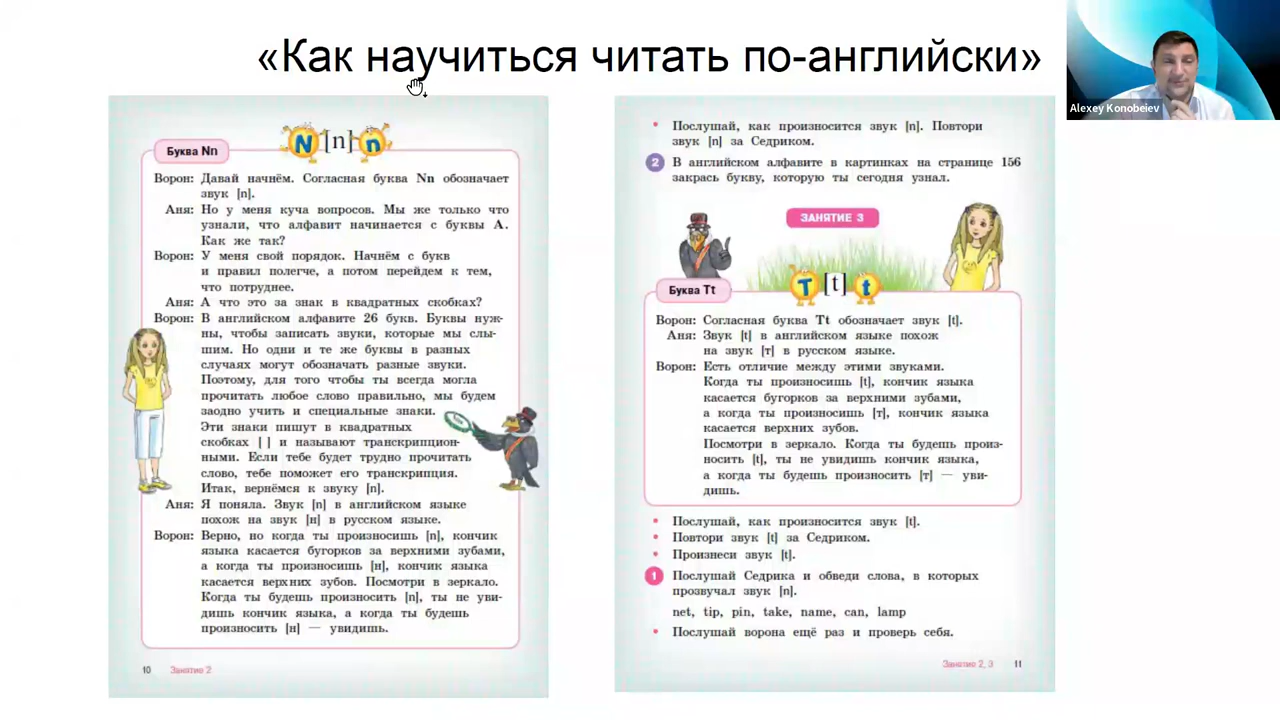 «Как научиться читать по-английски»
Alexey Konobeiev
N [n] n
Буква Nn
Ворон: Давай начнём. Согласная буква Nn обозначает
звук [n].
Аня: Но у меня куча вопросов. Мы же только что
узнали, что алфавит начинается с буквы А.
Как же так?
Ворон: У меня свой порядок. Начнём с букв
и правил полегче, а потом перейдем к тем,
что потруднее.
Аня: А что это за знак в квадратных скобках?
Ворон: В английском алфавите 26 букв. Буквы нуж-
ны, чтобы записать звуки, которые мы слы-
шим. Но одни и те же буквы в разных
случаях могут обозначать разные звуки.
Поэтому, для того чтобы ты всегда могла
прочитать любое слово правильно, мы будем
заодно учить и специальные знаки.
Эти знаки пишут в квадратных
скобках [ ] и называют транскрипцион-
ными. Если тебе будет трудно прочитать
слово, тебе поможет его транскрипция.
Итак, вернёмся к звуку [n].
Аня: Я поняла. Звук [n] в английском языке
похож на звук [н] в русском языке.
Ворон: Верно, но когда ты произносишь [n], кончик
языка касается бугорков за верхними зубами,
а когда ты произносишь [н], кончик языка
касается верхних зубов. Посмотри в зеркало.
Когда ты будешь произносить [n], ты не уви-
дишь кончик языка, а когда ты будешь
произносить [н] — увидишь.
10 Занятие 2
• Послушай, как произносится звук [n]. Повтори
звук [n] за Седриком.
2 В английском алфавите в картинках на странице 156
закрась букву, которую ты сегодня узнал.
ЗАНЯТИЕ 3
T [t] t
Буква Tt
Ворон: Согласная буква Tt обозначает звук [t].
Аня: Звук [t] в английском языке похож
на звук [т] в русском языке.
Ворон: Есть отличие между этими звуками.
Когда ты произносишь [t], кончик языка
касается бугорков за верхними зубами,
а когда ты произносишь [т], кончик языка
касается верхних зубов.
Посмотри в зеркало. Когда ты будешь произ-
носить [t], ты не увидишь кончик языка,
а когда ты будешь произносить [т] — уви-
дишь.
• Послушай, как произносится звук [t].
• Повтори звук [t] за Седриком.
• Произнеси звук [t].
1 Послушай Седрика и обведи слова, в которых
прозвучал звук [n].
net, tip, pin, take, name, can, lamp
• Послушай ворона ещё раз и проверь себя.
Занятие 2, 3 11